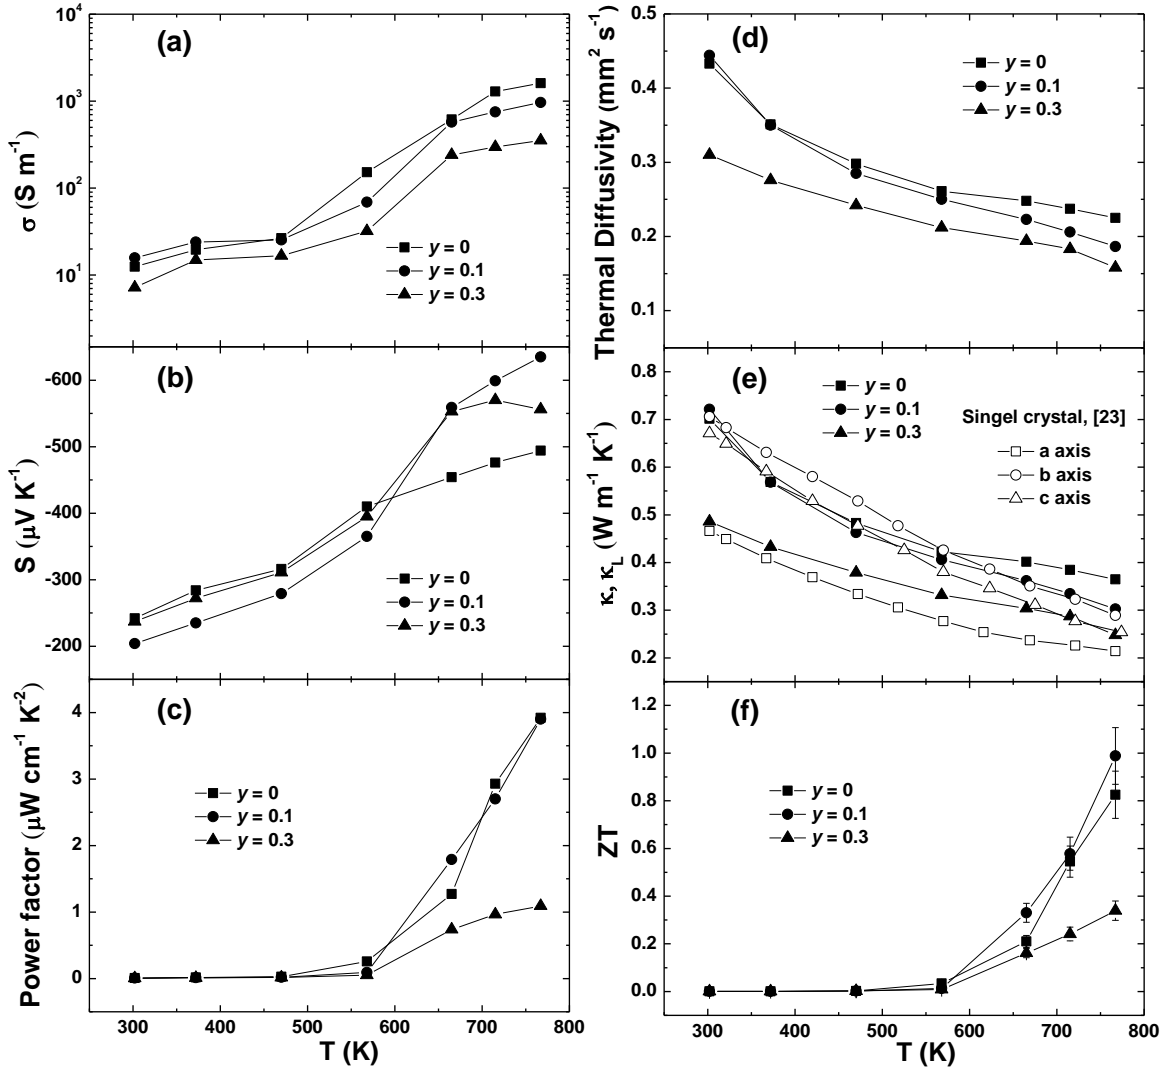 (a)
10⁴
10³
10²
10¹
σ (S m⁻¹)
y = 0
y = 0.1
y = 0.3
(b)
-600
-500
-400
-300
-200
S (μV K⁻¹)
y = 0
y = 0.1
y = 0.3
(c)
4
3
2
1
0
Power factor (μW cm⁻¹ K⁻²)
y = 0
y = 0.1
y = 0.3
300 400 500 600 700 800
T (K)
(d)
0.5
0.4
0.3
0.2
0.1
Thermal Diffusivity (mm² s⁻¹)
y = 0
y = 0.1
y = 0.3
(e)
0.8
0.7
0.6
0.5
0.4
0.3
0.2
κ, κ_L (W m⁻¹ K⁻¹)
y = 0
y = 0.1
y = 0.3
Singel crystal, [23]
a axis
b axis
c axis
(f)
1.2
1.0
0.8
0.6
0.4
0.2
0.0
ZT
y = 0
y = 0.1
y = 0.3
300 400 500 600 700 800
T (K)